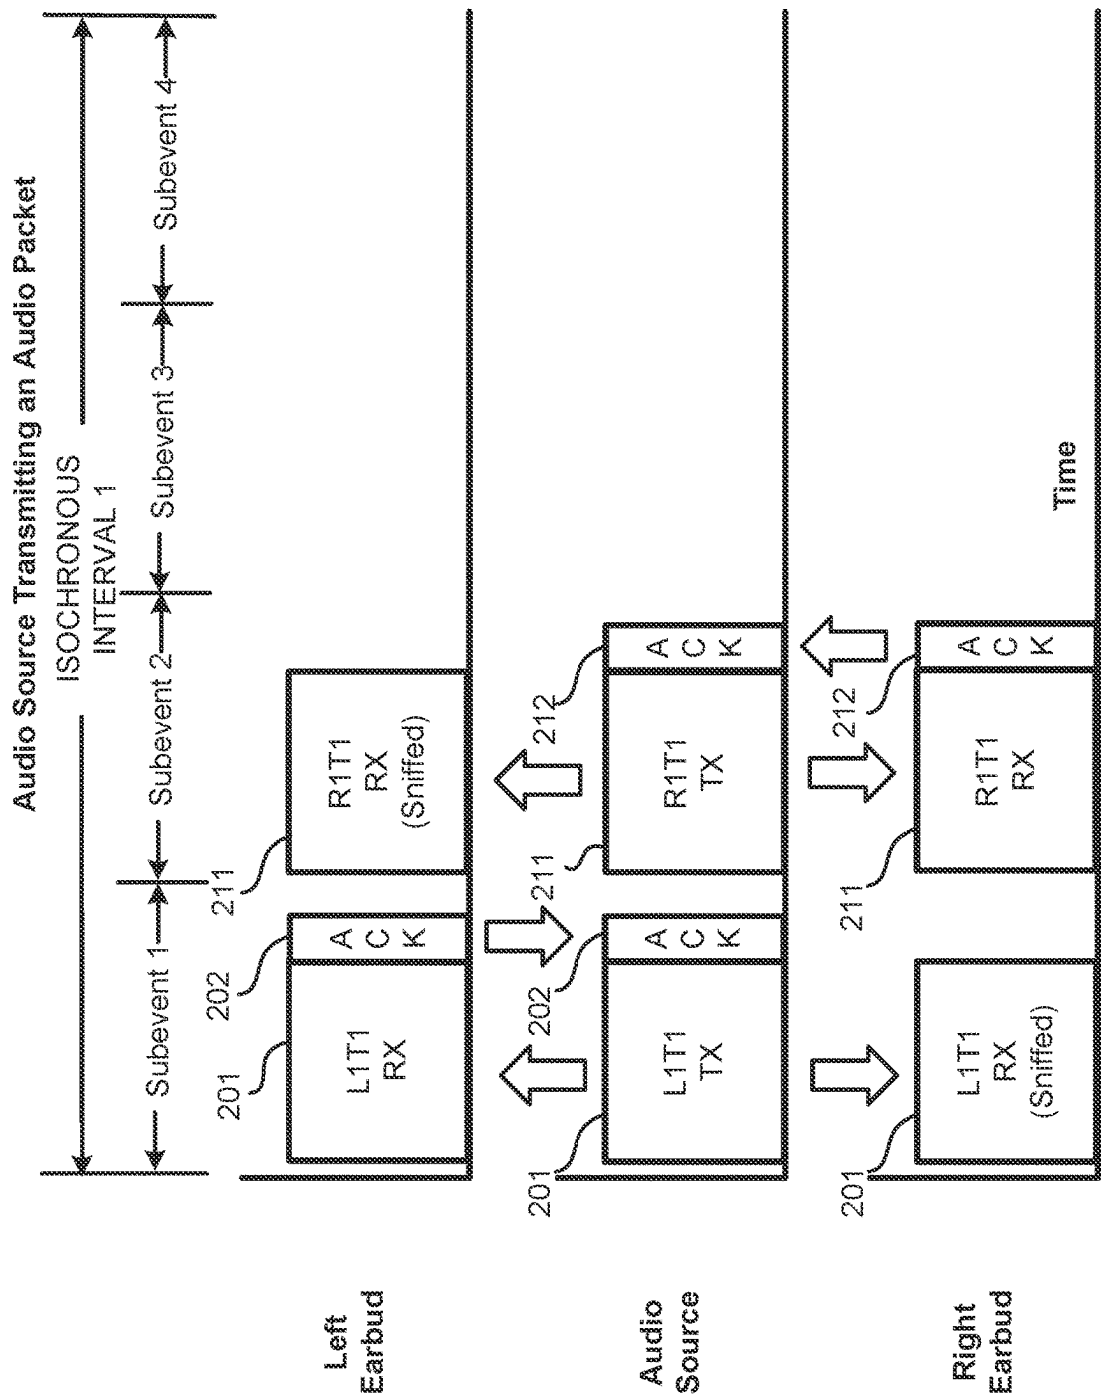 Audio Source Transmitting an Audio Packet
ISOCHRONOUS
INTERVAL 1
Subevent 1
Subevent 2
Subevent 3
Subevent 4
Left
Earbud
201
L1T1
RX
202
A
C
K
211
R1T1
RX
(Sniffed)
Audio
Source
201
L1T1
TX
202
A
C
K
211
R1T1
TX
212
A
C
K
Right
Earbud
201
L1T1
RX
(Sniffed)
211
R1T1
RX
212
A
C
K
Time